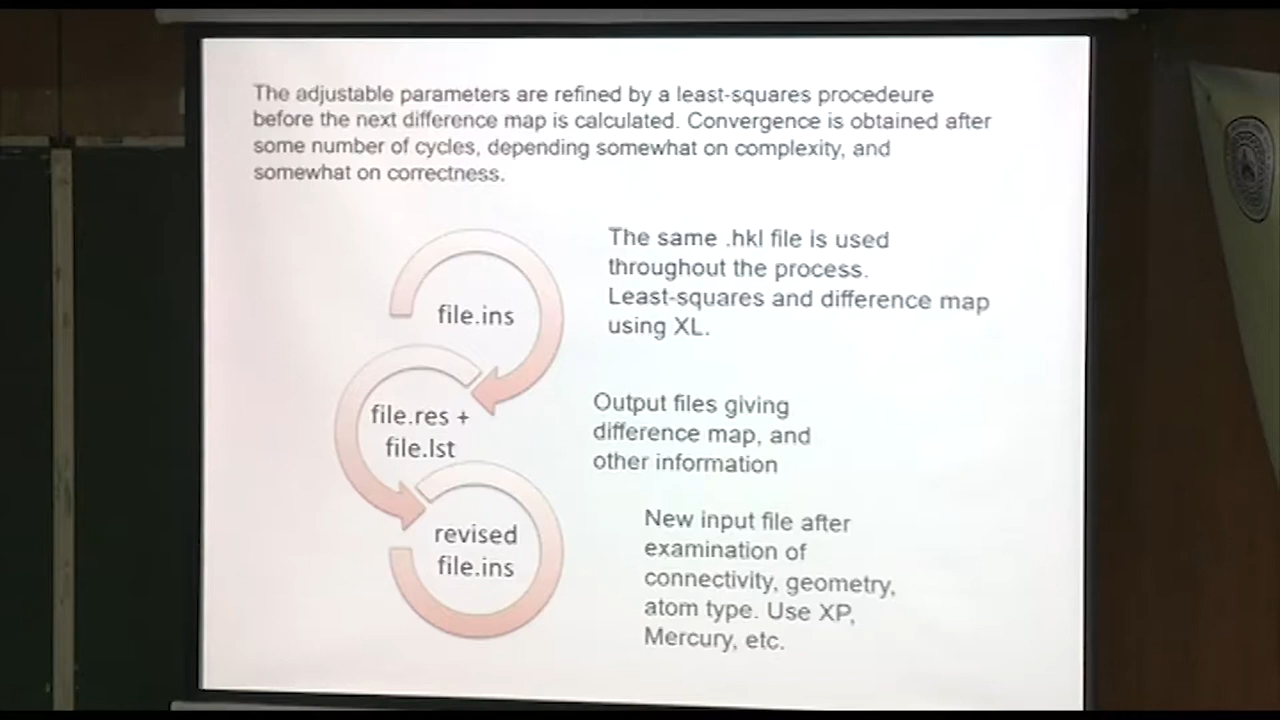 The adjustable parameters are refined by a least-squares procedeure
before the next difference map is calculated. Convergence is obtained after
some number of cycles, depending somewhat on complexity, and
somewhat on correctness.
file.ins
The same .hkl file is used
throughout the process.
Least-squares and difference map
using XL.
file.res +
file.lst
Output files giving
difference map, and
other information
revised
file.ins
New input file after
examination of
connectivity, geometry,
atom type. Use XP,
Mercury, etc.